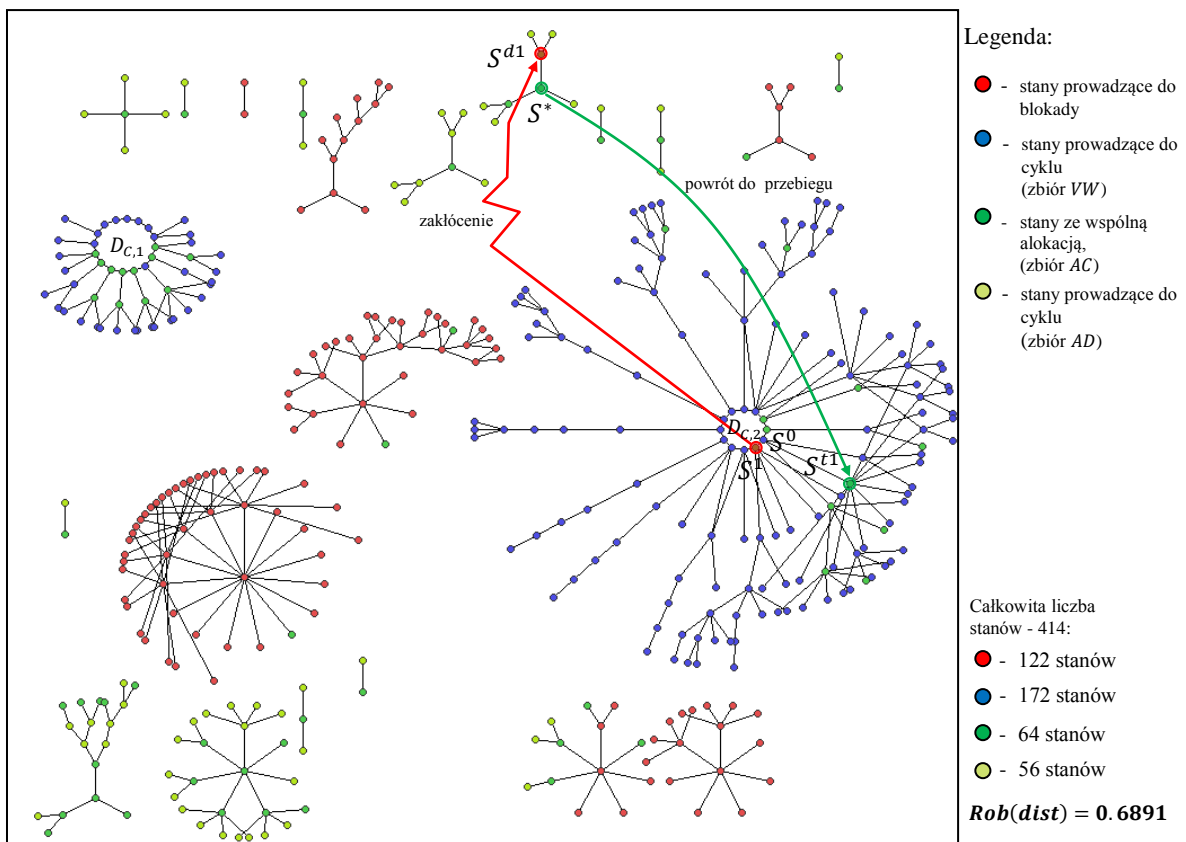 S^{d1}
S^*
zakłócenie
powrót do przebiegu
D_{C,1}
D_{C,2}
S^0
S^1
S^{t1}
Legenda:
- stany prowadzące do
blokady
- stany prowadzące do
cyklu
(zbiór VW)
- stany ze wspólną
alokacją,
(zbiór AC)
- stany prowadzące do
cyklu
(zbiór AD)
Całkowita liczba
stanów - 414:
- 122 stanów
- 172 stanów
- 64 stanów
- 56 stanów
Rob(dist) = 0.6891